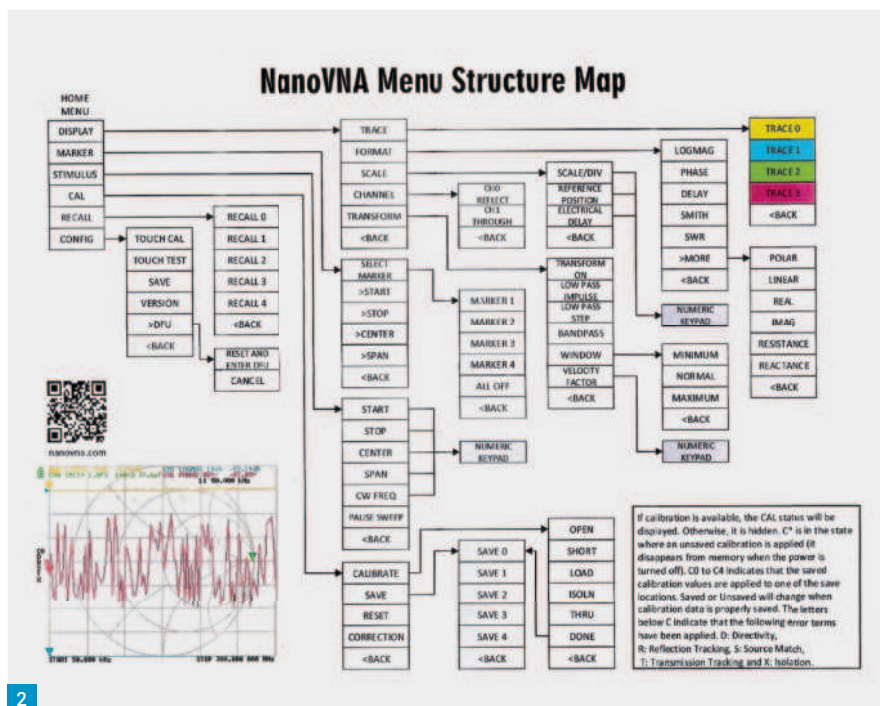 NanoVNA Menu Structure Map
HOME
MENU
DISPLAY
MARKER
STIMULUS
CAL
RECALL
CONFIG
TOUCH CAL
TOUCH TEST
SAVE
VERSION
>DFU
<BACK
RECALL 0
RECALL 1
RECALL 2
RECALL 3
RECALL 4
<BACK
RESET AND
ENTER DFU
CANCEL
TRACE
FORMAT
SCALE
CHANNEL
TRANSFORM
<BACK
SELECT
MARKER
>START
>STOP
>CENTER
>SPAN
<BACK
START
STOP
CENTER
SPAN
CW FREQ
PAUSE SWEEP
<BACK
CALIBRATE
SAVE
RESET
CORRECTION
<BACK
CH0
REFLECT
CH1
THROUGH
<BACK
MARKER 1
MARKER 2
MARKER 3
MARKER 4
ALL OFF
<BACK
NUMERIC
KEYPAD
SAVE 0
SAVE 1
SAVE 2
SAVE 3
SAVE 4
<BACK
SCALE/DIV
REFERENCE
POSITION
ELECTRICAL
DELAY
<BACK
TRANSFORM
ON
LOW PASS
IMPULSE
LOW PASS
STEP
BANDPASS
WINDOW
VELOCITY
FACTOR
<BACK
OPEN
SHORT
LOAD
ISOLN
THRU
DONE
<BACK
LOGMAG
PHASE
DELAY
SMITH
SWR
>MORE
<BACK
NUMERIC
KEYPAD
MINIMUM
NORMAL
MAXIMUM
<BACK
NUMERIC
KEYPAD
TRACE 0
TRACE 1
TRACE 2
TRACE 3
<BACK
POLAR
LINEAR
REAL
IMAG
RESISTANCE
REACTANCE
<BACK
nanovna.com
START 50.000 kHz
If calibration is available, the CAL status will be
displayed. Otherwise, it is hidden. C* is in the state
where an unsaved calibration is applied (it
disappears from memory when the power is
turned off). C0 to C4 indicates that the saved
calibration values are applied to one of the save
locations. Saved or Unsaved will change when
calibration data is properly saved. The letters
below C indicate that the following error terms
have been applied. D: Directivity,
R: Reflection Tracking, S: Source Match,
T: Transmission Tracking and X: Isolation.
2